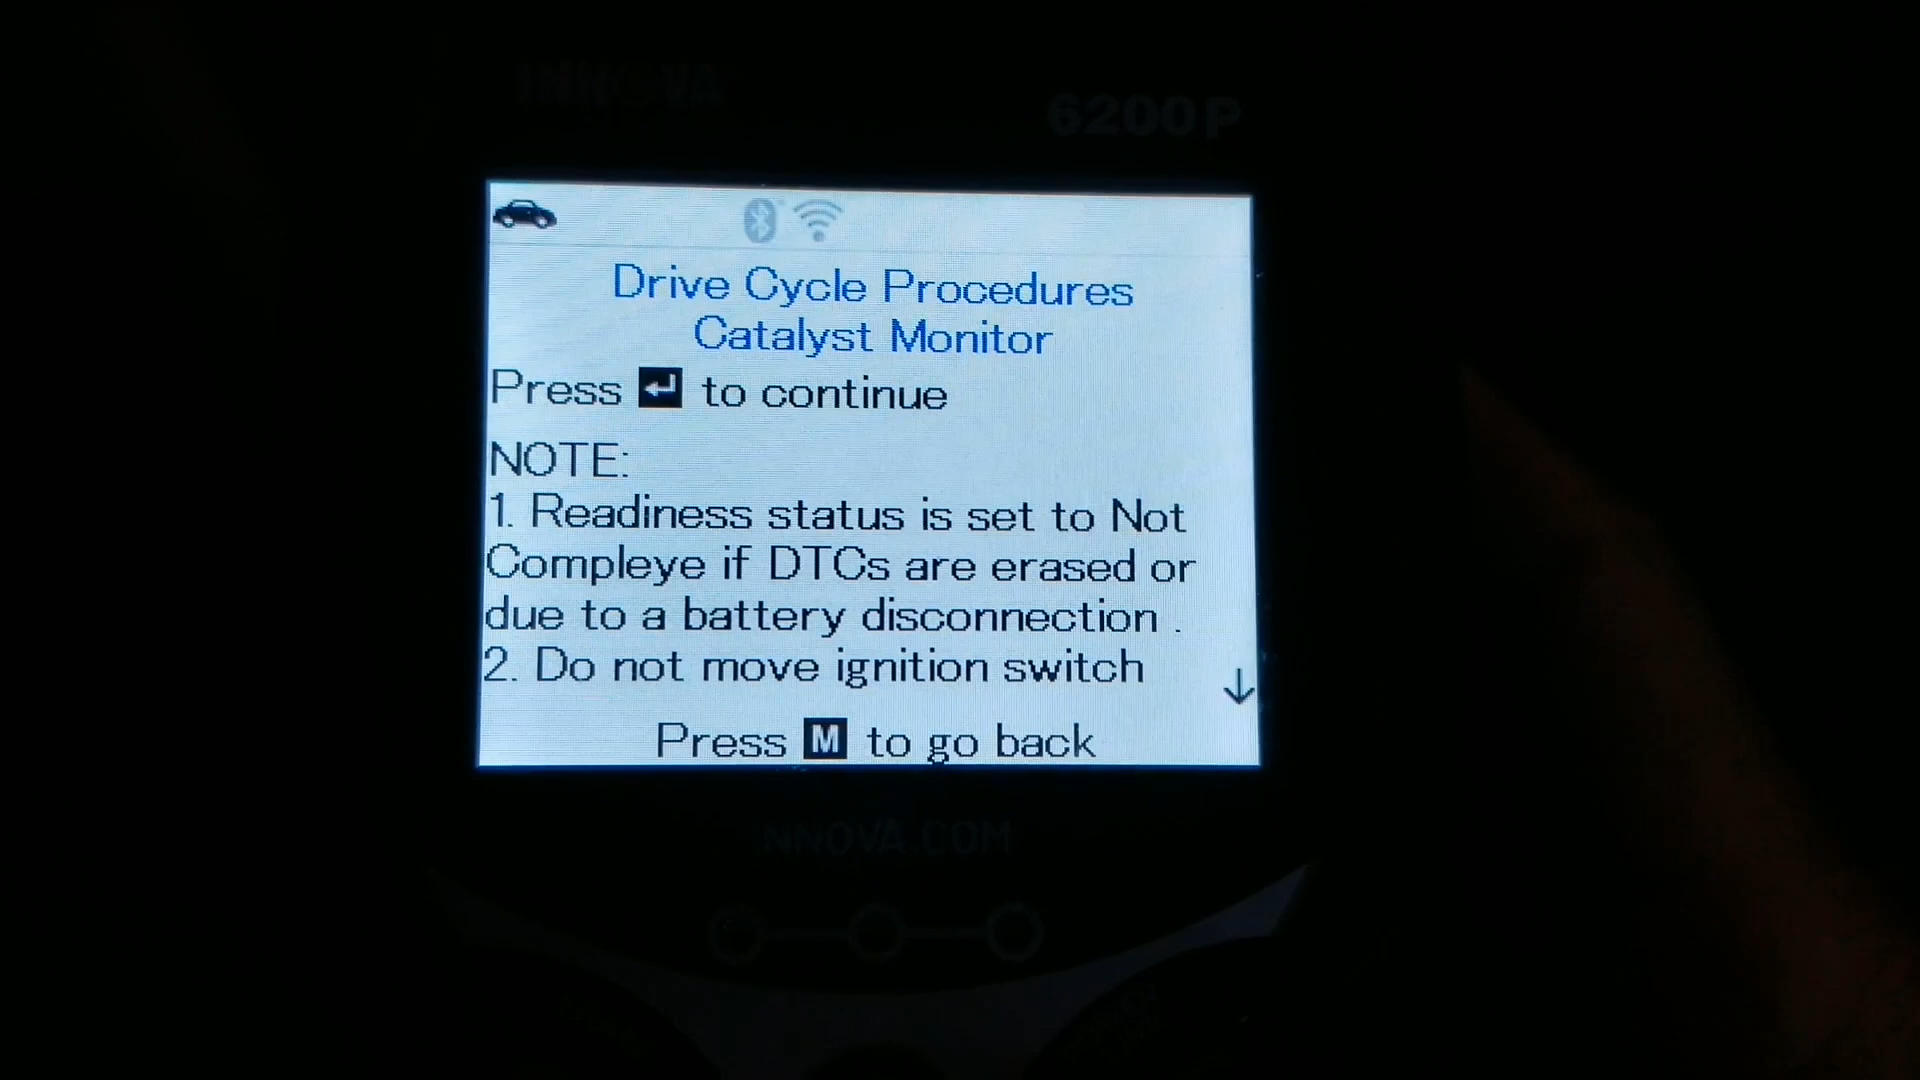 INNOVA
6200P
Drive Cycle Procedures
Catalyst Monitor
Press ↵ to continue
NOTE:
1. Readiness status is set to Not
Compleye if DTCs are erased or
due to a battery disconnection .
2. Do not move ignition switch
Press M to go back
INNOVA.COM